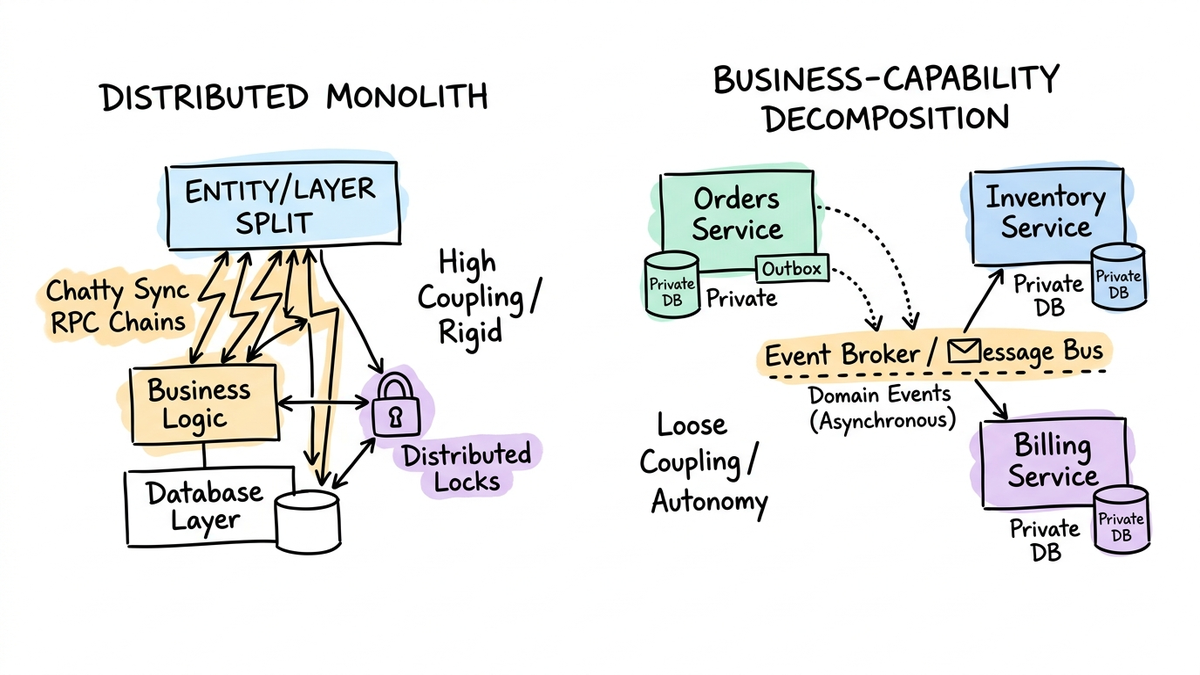 DISTRIBUTED MONOLITH
ENTITY/LAYER
SPLIT
Chatty Sync
RPC Chains
High
Coupling/
Rigid
Business
Logic
Distributed
Locks
Database
Layer
BUSINESS-CAPABILITY
DECOMPOSITION
Orders
Service
Outbox
Private
DB
Private
Inventory
Service
Private
DB
Private
DB
Event Broker / essage Bus
Domain Events
(Asynchronous)
Loose
Coupling/
Autonomy
Billing
Service
Private
DB
Private
DB